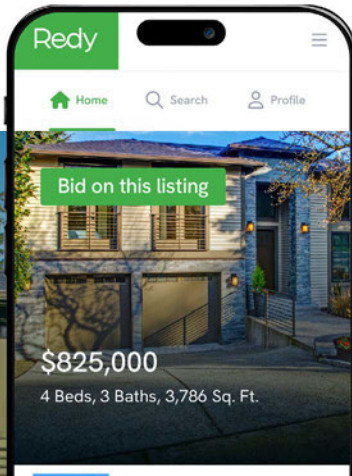 Redy
Home
Search
Profile
Bid on this listing
$825,000
4 Beds, 3 Baths, 3,786 Sq. Ft.